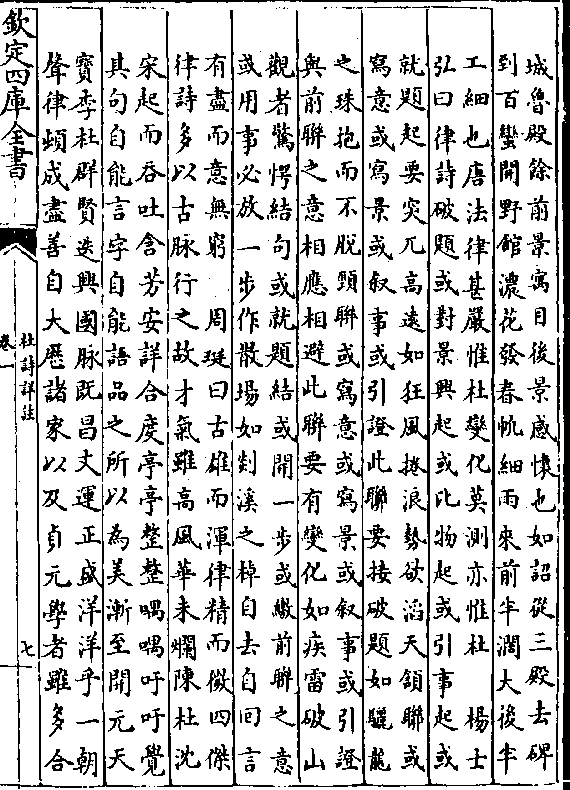 城魯殿餘前景寓目後景感懷也如詔從三殿去碑
到百蠻開野館濃花發春帆細雨來前半濶大後半
工細也唐法律甚嚴惟杜變化莫測亦惟杜 楊士
弘曰律詩破題或對景興起或比物起或引事起或
就題起要突兀高遠如狂風捲浪勢欲滔天頷聯或
寫意或寫景或叙事或引證此聯要接破題如驪龍
之珠抱而不脫頸聯或寫意或寫景或叙事或引證
與前聯之意相應相避此聯要有變化如疾雷破山
觀者驚愕結句或就題結或開一步或繳前聯之意
或用事必放一步作散場如剡溪之棹自去自回言
有盡而意無窮 周珽曰古雄而渾律精而微四傑
律詩多以古脉行之故才氣雖高風華未爛陳杜沈
宋起而吞吐含芳安詳合度亭亭整整喁喁吁吁覺
其句自能言字自能語品之所以為美漸至開元天
寶李杜群賢迭興國脉既昌文運正盛洋洋乎一朝
聲律頓成盡善自大歷諸家以及貞元學者雖多合
欽定四庫全書
杜詩詳註
卷一
七